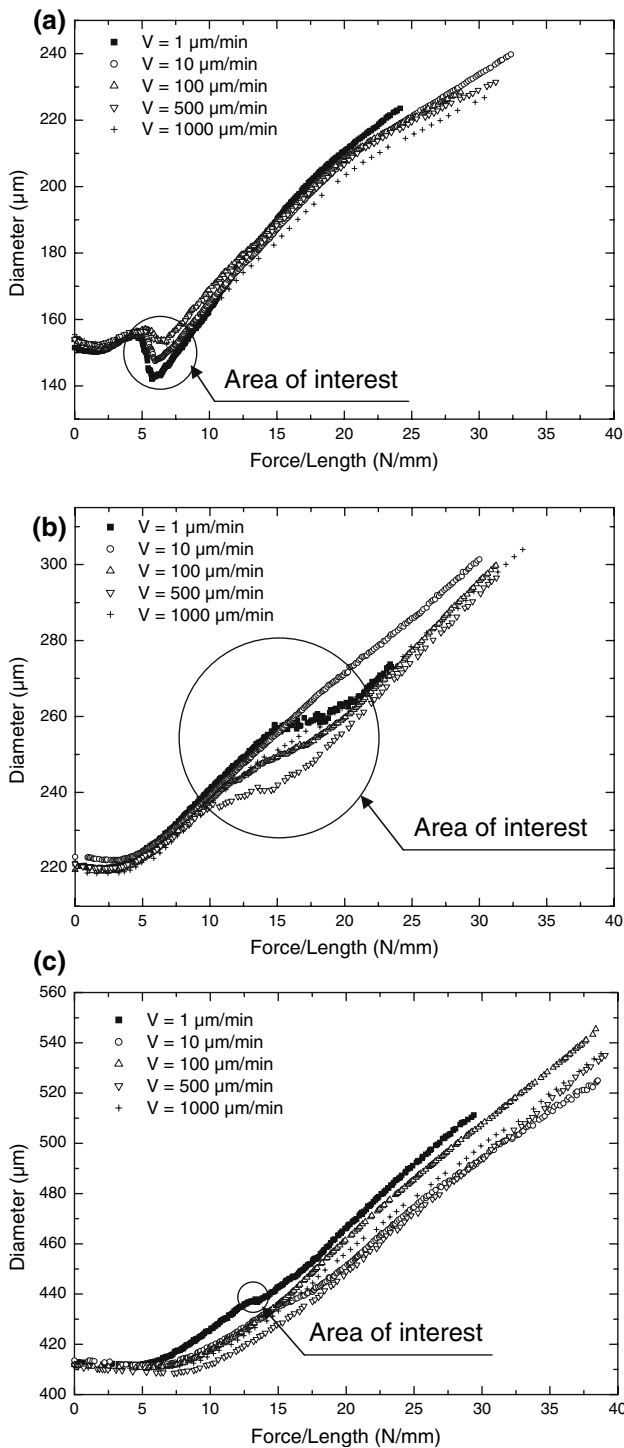 (a)
V = 1 µm/min
V = 10 µm/min
V = 100 µm/min
V = 500 µm/min
V = 1000 µm/min
240
220
200
180
160
140
Diameter (µm)
Area of interest
0 5 10 15 20 25 30 35 40
Force/Length (N/mm)
(b)
V = 1 µm/min
V = 10 µm/min
V = 100 µm/min
V = 500 µm/min
V = 1000 µm/min
300
280
260
240
220
Diameter (µm)
Area of interest
0 5 10 15 20 25 30 35 40
Force/Length (N/mm)
(c)
V = 1 µm/min
V = 10 µm/min
V = 100 µm/min
V = 500 µm/min
V = 1000 µm/min
560
540
520
500
480
460
440
420
400
Diameter (µm)
Area of interest
0 5 10 15 20 25 30 35 40
Force/Length (N/mm)